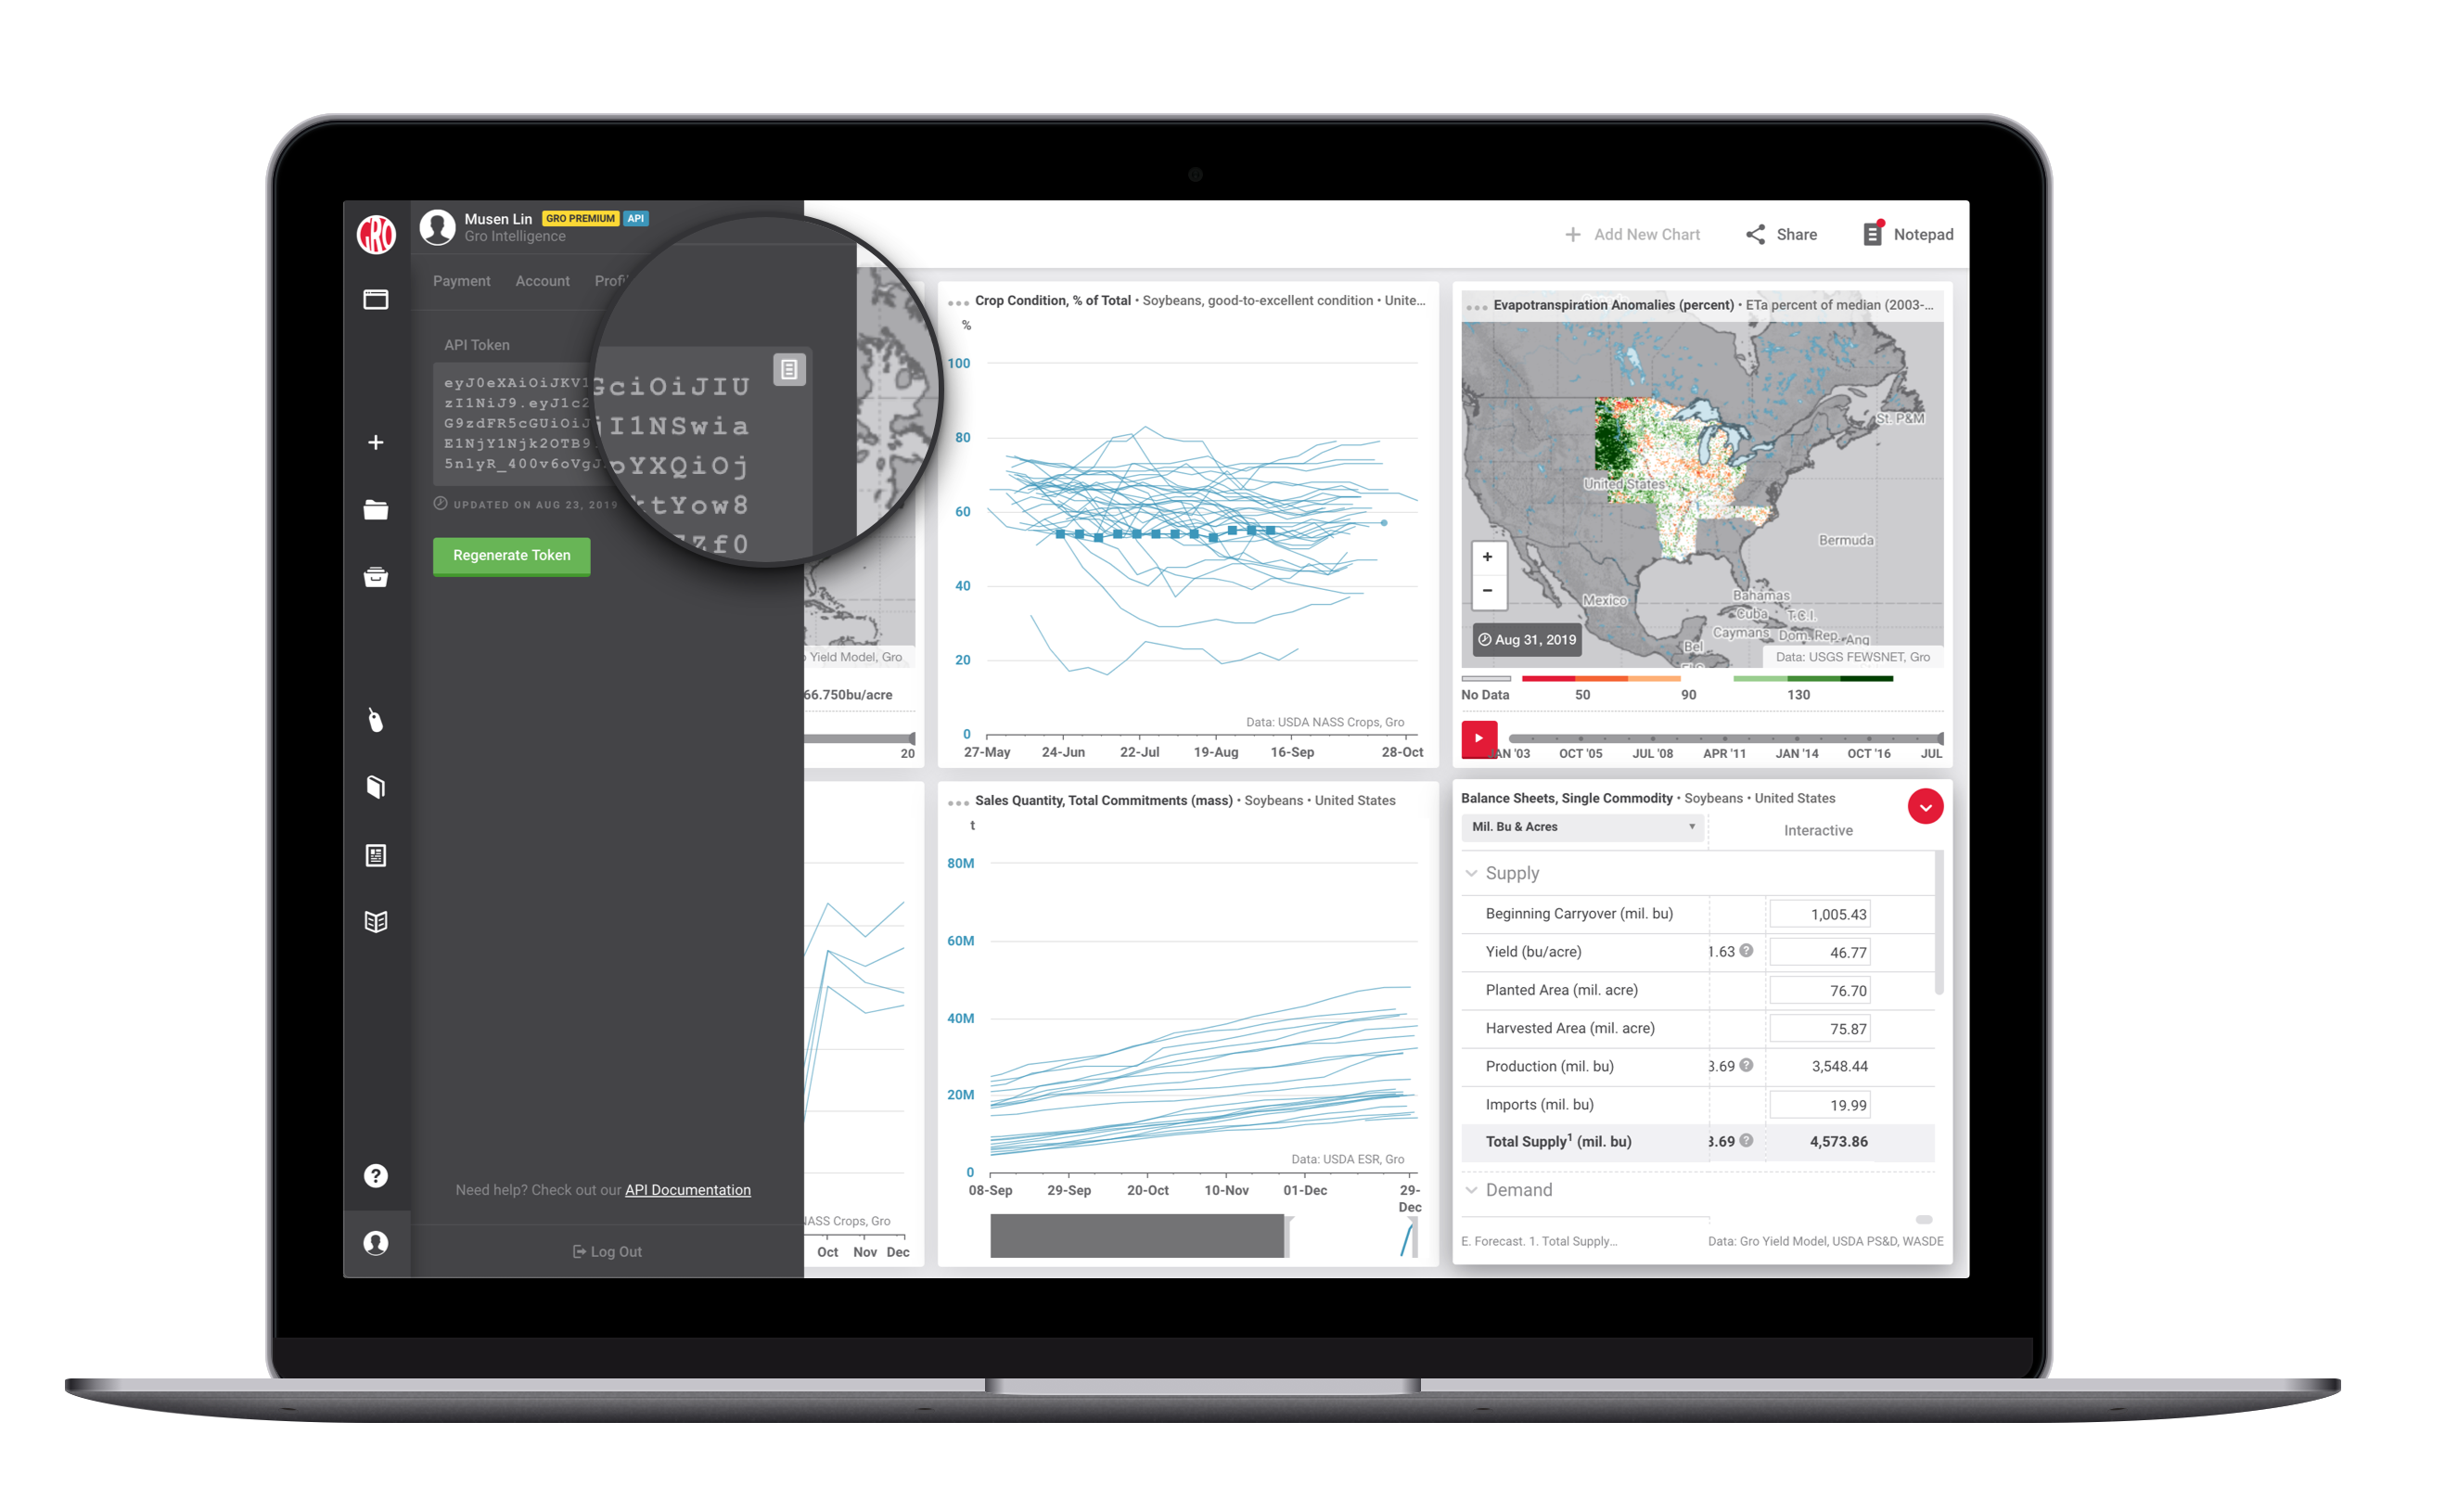 GRO
Musen Lin GRO PREMIUM API
Gro Intelligence
Payment Account Profi
API Token
eyJ0eXAiOiJKV1
zI1NiJ9.eyJ1c2
G9zdFR5cGUiOiJ
E1NjY1Njk2OTB9
5nlyR_400v6oVgJ
GciOiJIU
iI1NSwia
oYXQiOj
ktYow8
ZZf0
UPDATED ON AUG 23, 2019
Regenerate Token
Need help? Check out our API Documentation
Log Out
Add New Chart Share Notepad
Yield Model, Gro
66.750bu/acre
20
Crop Condition, % of Total • Soybeans, good-to-excellent condition • Unite...
%
100
80
60
40
20
0
Data: USDA NASS Crops, Gro
27-May 24-Jun 22-Jul 19-Aug 16-Sep 28-Oct
Evapotranspiration Anomalies (percent) • ETa percent of median (2003-...
St. P&M
United States
Bermuda
Mexico
Bahamas
Cuba T.C.I.
Caymans Dom. Rep. Ang
Bel
+
−
Aug 31, 2019
Data: USGS FEWSNET, Gro
No Data 50 90 130
JAN '03 OCT '05 JUL '08 APR '11 JAN '14 OCT '16 JUL
NASS Crops, Gro
Oct Nov Dec
Sales Quantity, Total Commitments (mass) • Soybeans • United States
t
80M
60M
40M
20M
0
Data: USDA ESR, Gro
08-Sep 29-Sep 20-Oct 10-Nov 01-Dec 29-
Dec
Balance Sheets, Single Commodity • Soybeans • United States
Mil. Bu & Acres Interactive
Supply
Beginning Carryover (mil. bu) 1,005.43
Yield (bu/acre) 1.63 ? 46.77
Planted Area (mil. acre) 76.70
Harvested Area (mil. acre) 75.87
Production (mil. bu) 3.69 ? 3,548.44
Imports (mil. bu) 19.99
Total Supply¹ (mil. bu) 3.69 ? 4,573.86
Demand
E. Forecast. 1. Total Supply... Data: Gro Yield Model, USDA PS&D, WASDE